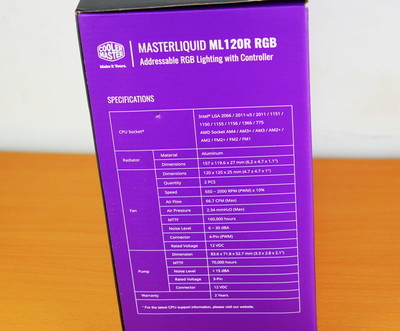 COOLER MASTER
Make It Yours.
MASTERLIQUID ML120R RGB
Addressable RGB Lighting with Controller
SPECIFICATIONS
CPU Socket* Intel® LGA 2066 / 2011-v3 / 2011 / 1151 / 1150 / 1155 / 1156 / 1366 / 775
AMD Socket AM4 / AM3+ / AM3 / AM2+ / AM2 / FM2+ / FM2 / FM1
Radiator Material Aluminum
Dimensions 157 x 119.6 x 27 mm (6.2 x 4.7 x 1.1")
Fan Dimensions 120 x 120 x 25 mm (4.7 x 4.7 x 1")
Quantity 2 PCS
Speed 650 ~ 2000 RPM (PWM) ± 10%
Air Flow 66.7 CFM (Max)
Air Pressure 2.34 mmH₂O (Max)
MTTF 160,000 hours
Noise Level 6 ~ 30 dBA
Connector 4-Pin (PWM)
Rated Voltage 12 VDC
Pump Dimension 83.6 x 71.8 x 52.7 mm (3.3 x 2.8 x 2.1")
MTTF 70,000 hours
Noise Level < 15 dBA
Rated Voltage 3-Pin
Connector 12 VDC
Warranty 2 Years
* For the latest CPU support information, please visit our website.